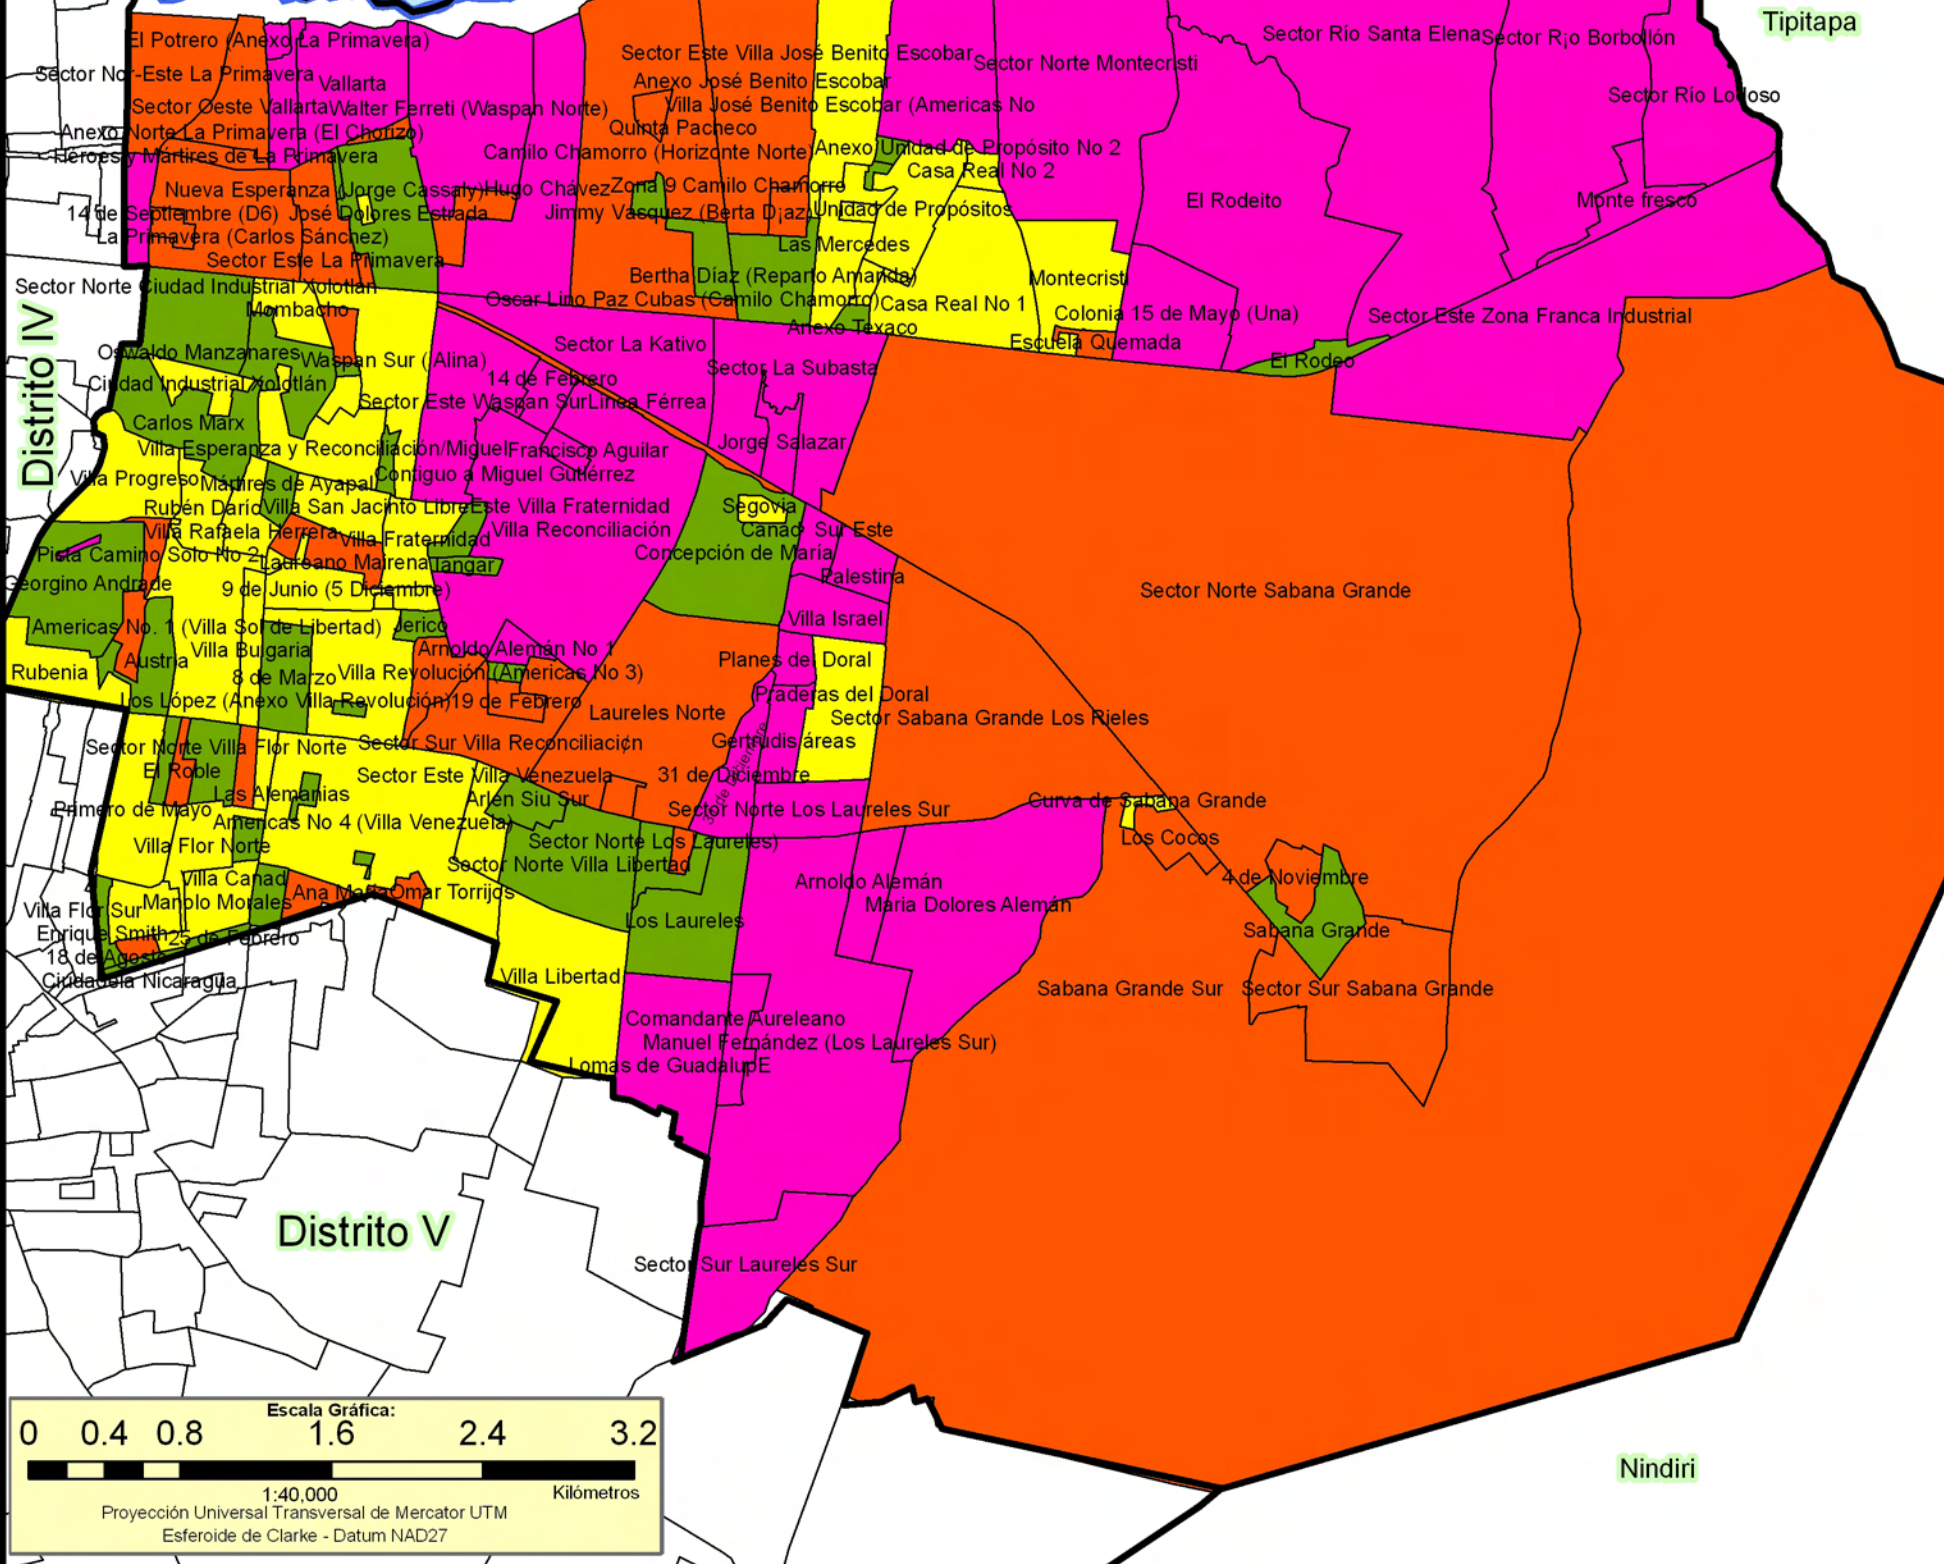 Tipitapa
Sector Río Santa Elena
Sector R¡o Borbollón
El Potrero (Anexo La Primavera)
Sector Este Villa José Benito Escobar
Sector Norte Montecristi
Sector Nor-Este La Primavera
Vallarta
Anexo José Benito Escobar
Sector Río Lodoso
Sector Oeste Vallarta
Walter Ferreti (Waspan Norte)
Villa José Benito Escobar (Americas No
Anexo Norte La Primavera (El Chorizo)
Quinta Pacheco
Héroes y Mártires de La Primavera
Camilo Chamorro (Horizonte Norte)
Anexo Unidad de Propósito No 2
Casa Real No 2
Nueva Esperanza (Jorge Cassaly)
Hugo Chávez
Zona 9 Camilo Chamorro
El Rodeito
Monte fresco
14 de Septiembre (D6)
José Dolores Estrada
Jimmy Vásquez (Berta D¡az)
Unidad de Propósitos
La Primavera (Carlos Sánchez)
Las Mercedes
Sector Este La Primavera
Bertha Díaz (Reparto Amanda)
Montecristi
Sector Norte Ciudad Industrial Xolotlán
Oscar Lino Paz Cubas (Camilo Chamorro)
Casa Real No 1
Mombacho
Anexo Texaco
Colonia 15 de Mayo (Una)
Sector Este Zona Franca Industrial
Distrito IV
Sector La Kativo
Escuela Quemada
Oswaldo Manzanares
Waspan Sur (Alina)
Sector La Subasta
El Rodeo
Ciudad Industrial Xolotlán
14 de Febrero
Sector Este Waspan Sur
Linea Férrea
Carlos Marx
Jorge Salazar
Villa Esperanza y Reconciliación/Miguel
Francisco Aguilar
Villa Progreso
Mártires de Ayapal
Contiguo a Miguel Gutiérrez
Rubén Darío
Villa San Jacinto Libre
Este Villa Fraternidad
Segovia
Villa Rafaela Herrera
Villa Fraternidad
Villa Reconciliación
Canad
Sur Este
Pista Camino Solo No 2
Laureano Mairena
Tangar
Concepción de María
Georgino Andrade
9 de Junio (5 Diciembre)
Palestina
Sector Norte Sabana Grande
Americas No. 1 (Villa Sol de Libertad)
Jerico
Villa Israel
Austria
Villa Bulgaria
Arnoldo Alemán No 1
Planes del Doral
Rubenia
8 de Marzo
Villa Revolución (Americas No 3)
Praderas del Doral
Los López (Anexo Villa Revolución)
19 de Febrero
Laureles Norte
Sector Sabana Grande Los Rieles
Sector Norte Villa Flor Norte
Sector Sur Villa Reconciliaci¢n
Gertrudis áreas
El Roble
Sector Este Villa Venezuela
31 de Diciembre
Las Alemanias
Arlen Siu Sur
Primero de Mayo
Sector Norte Los Laureles Sur
Curva de Sabana Grande
Americas No 4 (Villa Venezuela)
Los Cocos
Villa Flor Norte
Sector Norte Los Laureles)
Sector Norte Villa Libertad
Villa Canad
Arnoldo Alemán
4 de Noviembre
Ana María
Omar Torrijos
Manolo Morales
Maria Dolores Alemán
Villa Flor Sur
Los Laureles
Enrique Smith
25 de Febrero
Sabana Grande
18 de Agosto
Ciudadela Nicaragua
Villa Libertad
Sabana Grande Sur
Sector Sur Sabana Grande
Comandante Aureleano
Manuel Fernández (Los Laureles Sur)
Lomas de GuadalupE
Distrito V
Sector Sur Laureles Sur
Escala Gráfica:
0 0.4 0.8 1.6 2.4 3.2
1:40,000
Kilómetros
Proyección Universal Transversal de Mercator UTM
Esferoide de Clarke - Datum NAD27
Nindiri